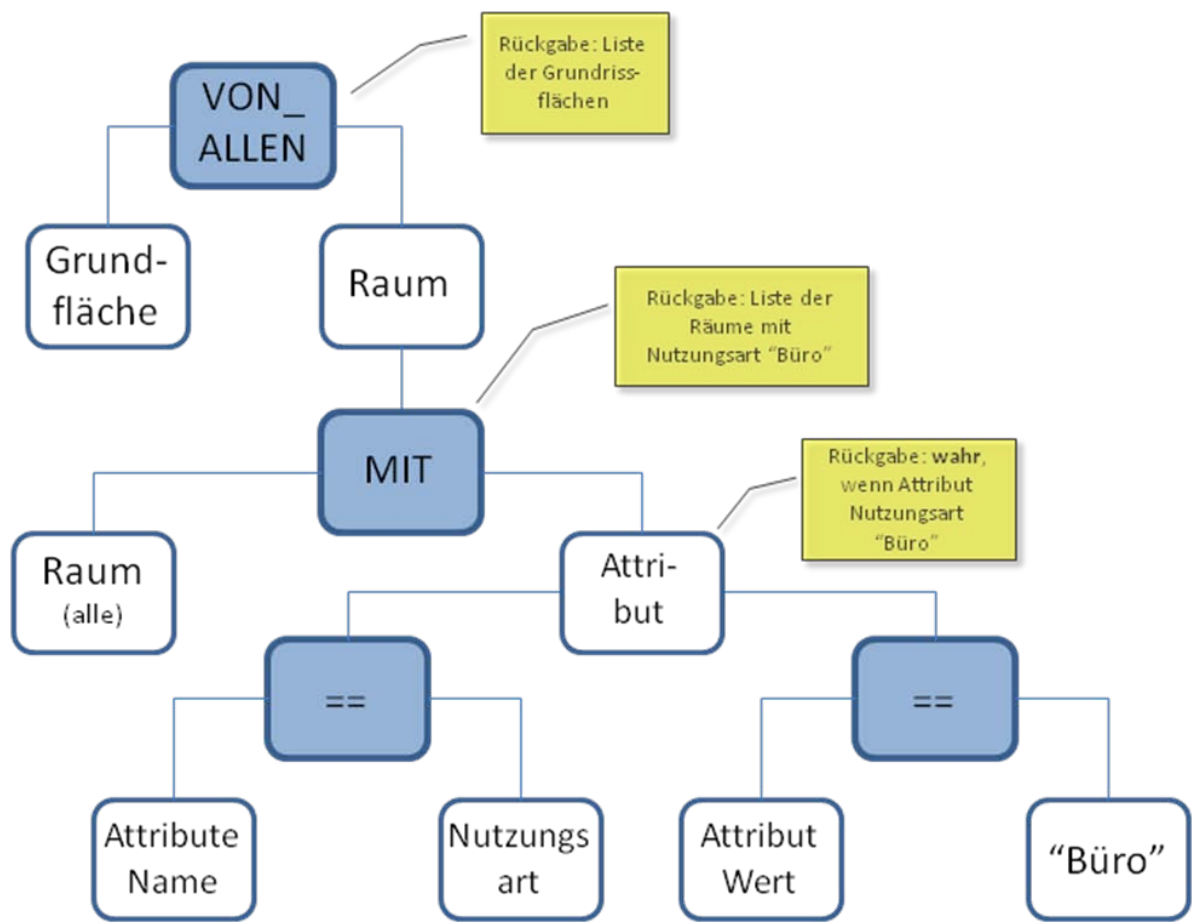 VON_
ALLEN
Rückgabe: Liste
der Grundriss-
flächen
Grund-
fläche
Raum
Rückgabe: Liste der
Räume mit
Nutzungsart “Büro”
MIT
Rückgabe: wahr,
wenn Attribut
Nutzungsart
“Büro”
Raum
(alle)
Attri-
but
==
==
Attribute
Name
Nutzungs
art
Attribut
Wert
“Büro”